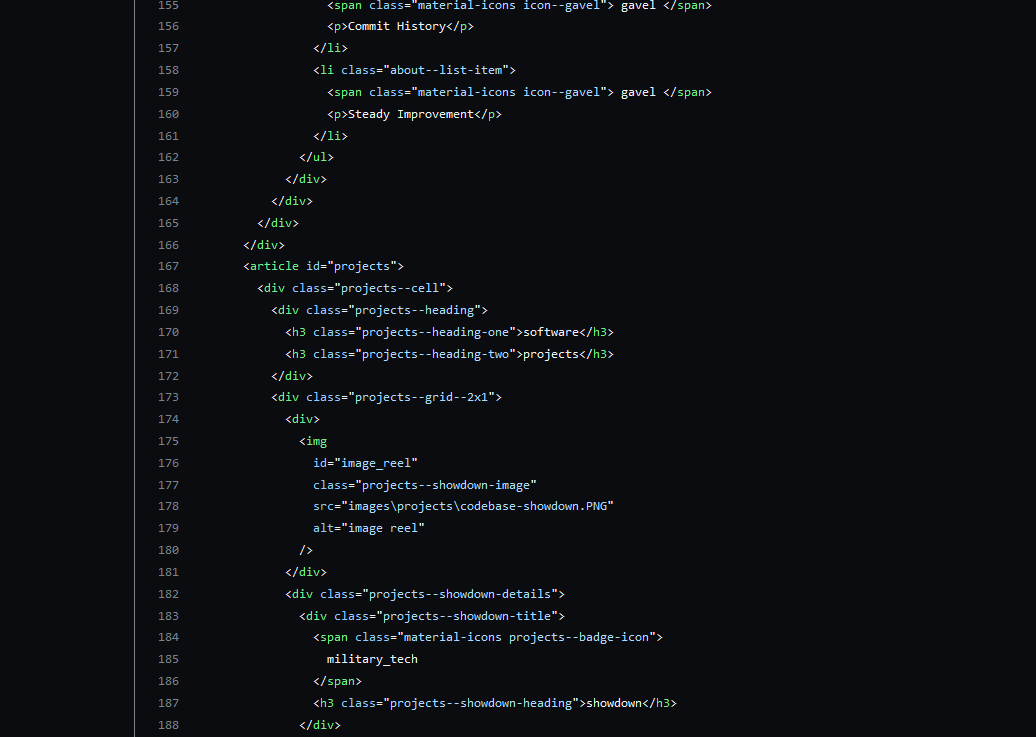 155 <span class="material-icons icon--gavel"> gavel </span>
156 <p>Commit History</p>
157 </li>
158 <li class="about--list-item">
159 <span class="material-icons icon--gavel"> gavel </span>
160 <p>Steady Improvement</p>
161 </li>
162 </ul>
163 </div>
164 </div>
165 </div>
166 </div>
167 <article id="projects">
168 <div class="projects--cell">
169 <div class="projects--heading">
170 <h3 class="projects--heading-one">software</h3>
171 <h3 class="projects--heading-two">projects</h3>
172 </div>
173 <div class="projects--grid--2x1">
174 <div>
175 <img
176 id="image_reel"
177 class="projects--showdown-image"
178 src="images\projects\codebase-showdown.PNG"
179 alt="image reel"
180 />
181 </div>
182 <div class="projects--showdown-details">
183 <div class="projects--showdown-title">
184 <span class="material-icons projects--badge-icon">
185 military_tech
186 </span>
187 <h3 class="projects--showdown-heading">showdown</h3>
188 </div>